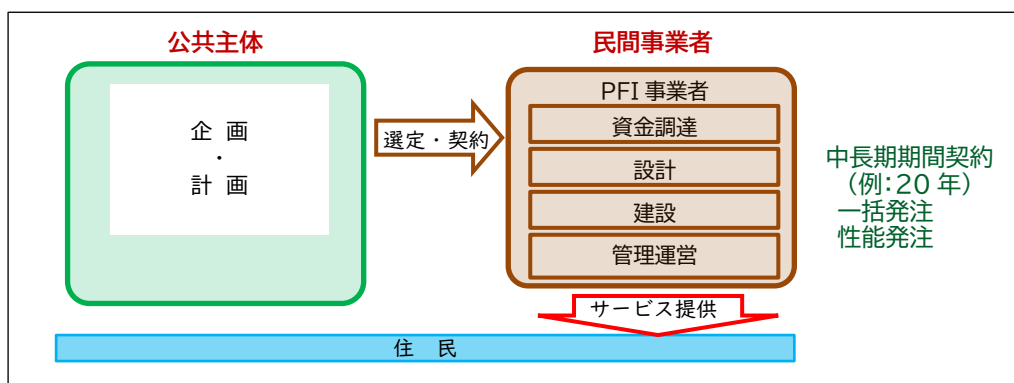 公共主体
民間事業者
企 画
・
計 画
選定・契約
PFI 事業者
資金調達
設計
建設
管理運営
中長期期間契約
(例:20 年)
一括発注
性能発注
サービス提供
住 民